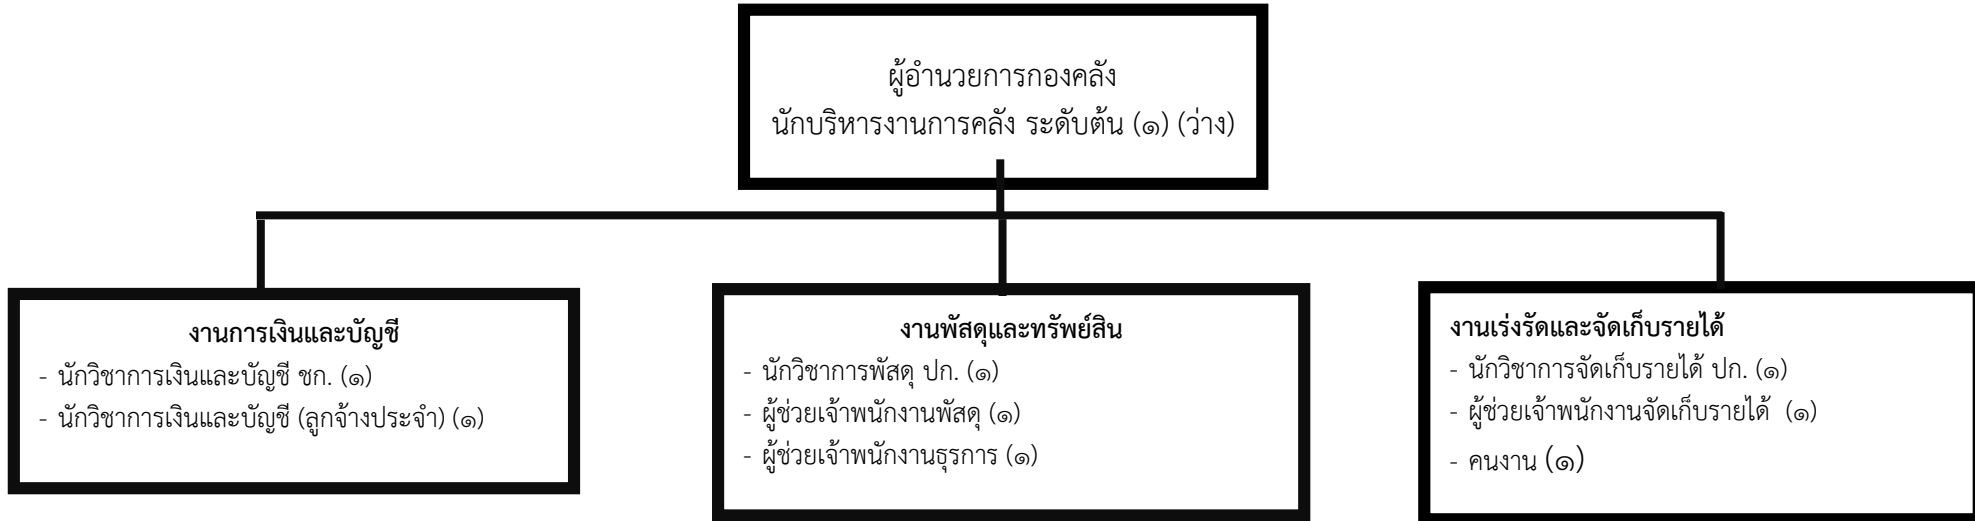 ผู้อำนวยการกองคลัง
นักบริหารงานการคลัง ระดับต้น (๑) (ว่าง)
งานการเงินและบัญชี
- นักวิชาการเงินและบัญชี ชก. (๑)
- นักวิชาการเงินและบัญชี (ลูกจ้างประจำ) (๑)
งานพัสดุและทรัพย์สิน
- นักวิชาการพัสดุ ปก. (๑)
- ผู้ช่วยเจ้าพนักงานพัสดุ (๑)
- ผู้ช่วยเจ้าพนักงานธุรการ (๑)
งานเร่งรัดและจัดเก็บรายได้
- นักวิชาการจัดเก็บรายได้ ปก. (๑)
- ผู้ช่วยเจ้าพนักงานจัดเก็บรายได้ (๑)
- คนงาน (๑)